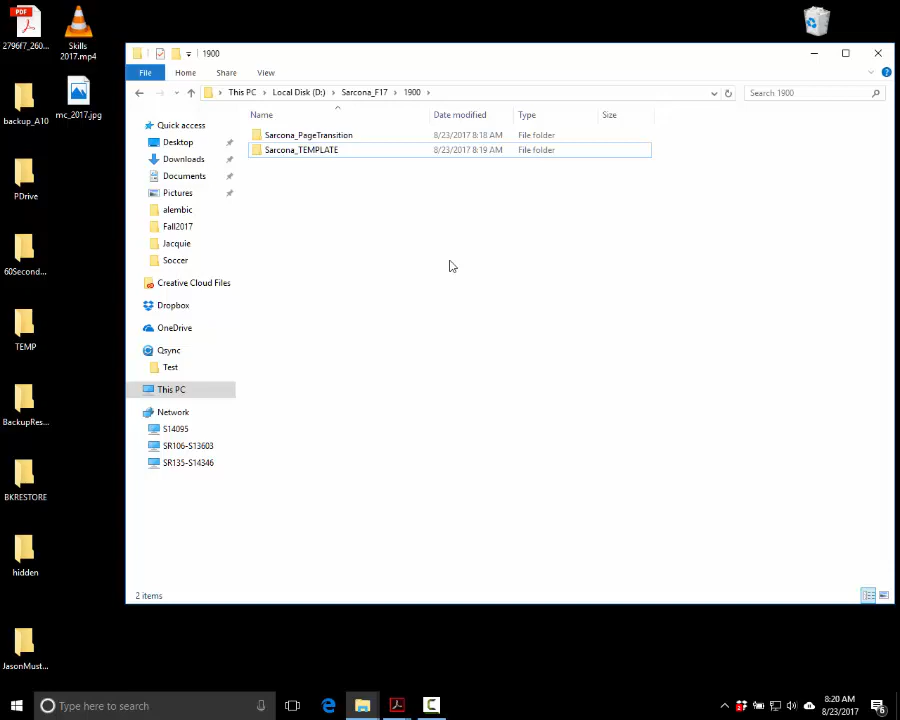 PDF
2796f7_260...
Skills
2017.mp4
backup_A10
mc_2017.jpg
PDrive
60Second...
TEMP
BackupRes...
BKRESTORE
hidden
JasonMust...
1900
File
Home
Share
View
This PC
Local Disk (D:)
Sarcona_F17
1900
Search 1900
Name
Date modified
Type
Size
Sarcona_PageTransition
8/23/2017 8:18 AM
File folder
Sarcona_TEMPLATE
8/23/2017 8:19 AM
File folder
Quick access
Desktop
Downloads
Documents
Pictures
alembic
Fall2017
Jacquie
Soccer
Creative Cloud Files
Dropbox
OneDrive
Qsync
Test
This PC
Network
S14095
SR106-S13603
SR135-S14346
2 items
Type here to search
8:20 AM
8/23/2017